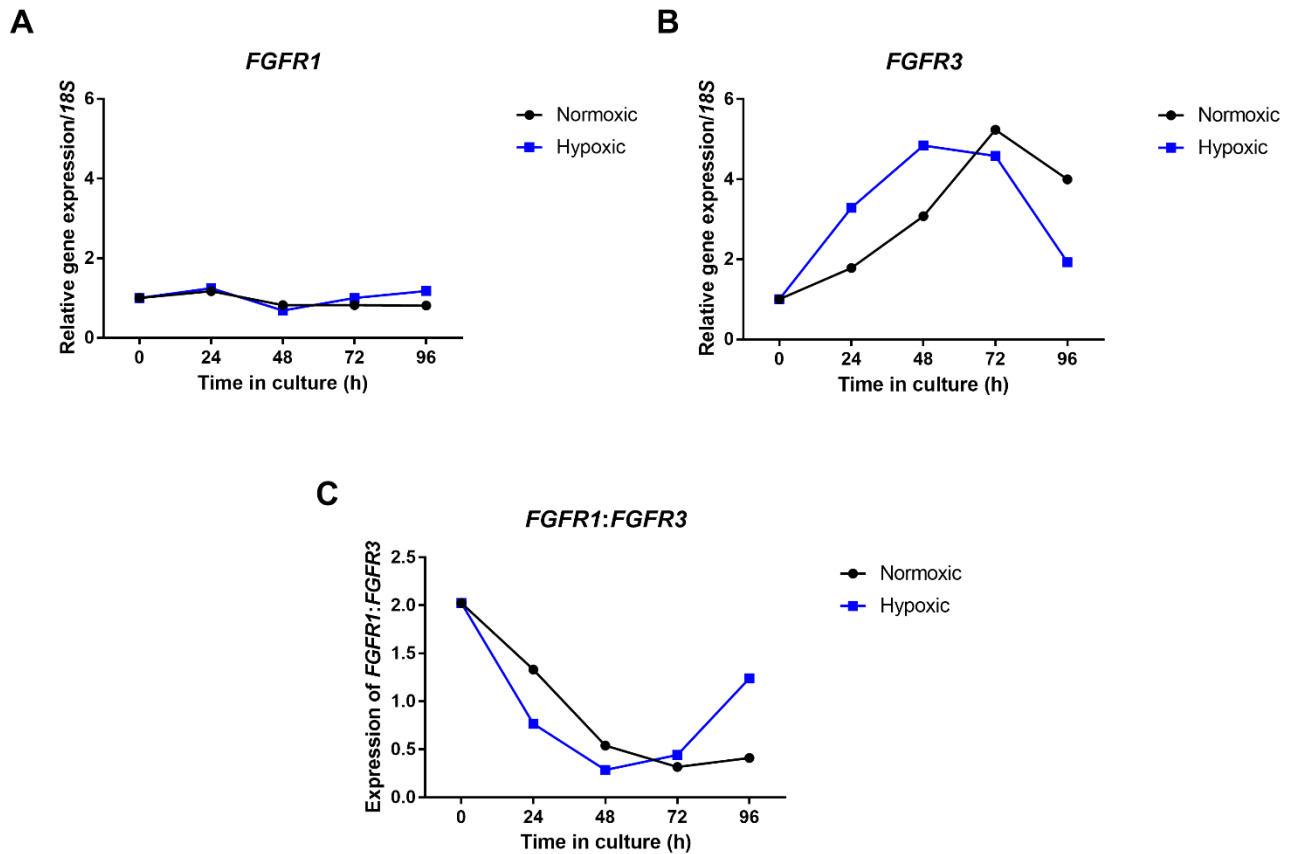 A
FGFR1
Relative gene expression/18S
6
4
2
0
0 24 48 72 96
Time in culture (h)
Normoxic
Hypoxic
B
FGFR3
Relative gene expression/18S
6
4
2
0
0 24 48 72 96
Time in culture (h)
Normoxic
Hypoxic
C
FGFR1:FGFR3
Expression of FGFR1:FGFR3
2.5
2.0
1.5
1.0
0.5
0.0
0 24 48 72 96
Time in culture (h)
Normoxic
Hypoxic